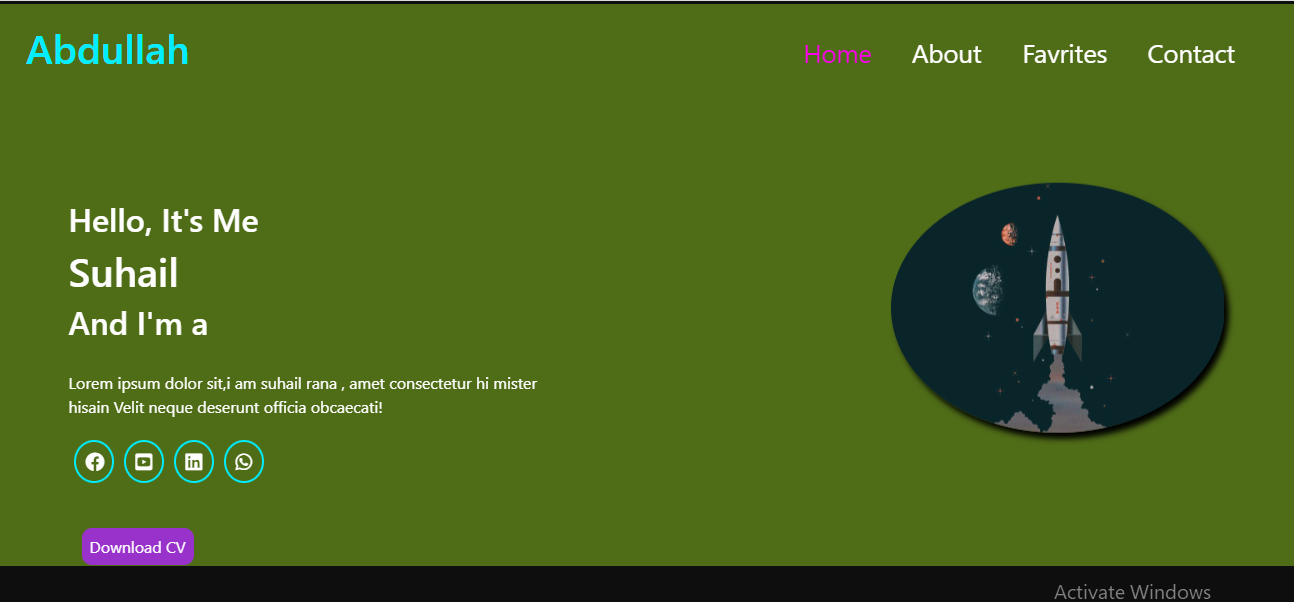 Abdullah
Home About Favrites Contact
Hello, It's Me
Suhail
And I'm a
Lorem ipsum dolor sit,i am suhail rana , amet consectetur hi mister
hisain Velit neque deserunt officia obcaecati!
Download CV
Activate Windows